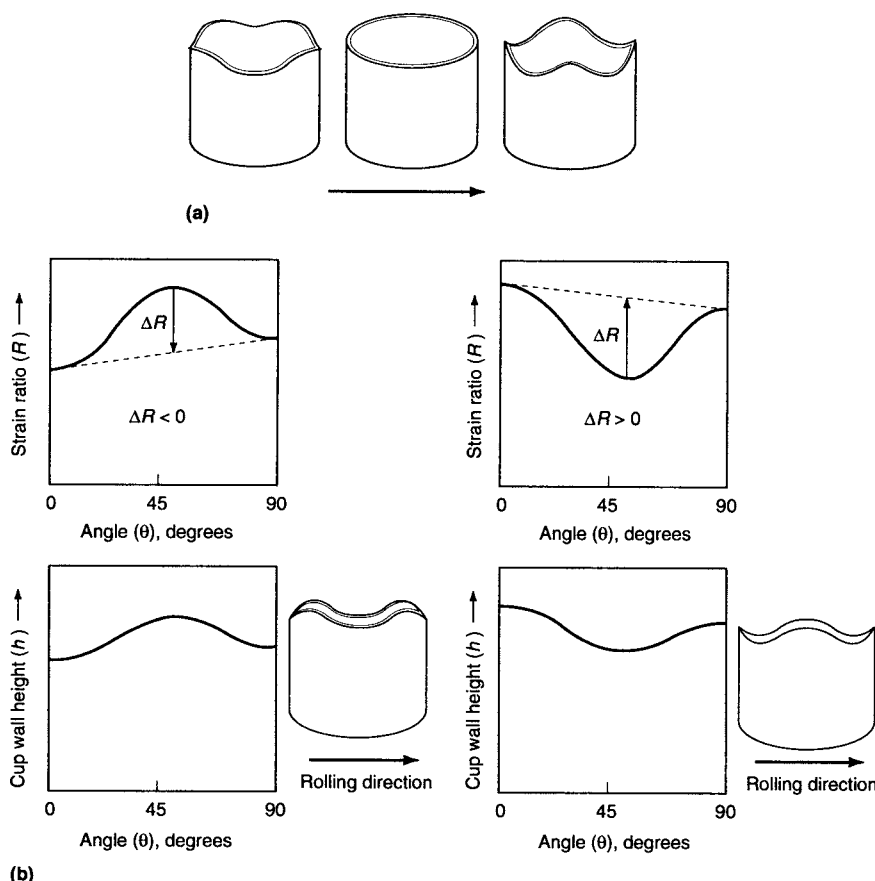 (a)
Strain ratio (R) →
ΔR
ΔR < 0
0 45 90
Angle (θ), degrees
Strain ratio (R) →
ΔR
ΔR > 0
0 45 90
Angle (θ), degrees
Cup wall height (h) →
0 45 90
Angle (θ), degrees
Rolling direction
Cup wall height (h) →
0 45 90
Angle (θ), degrees
Rolling direction
(b)